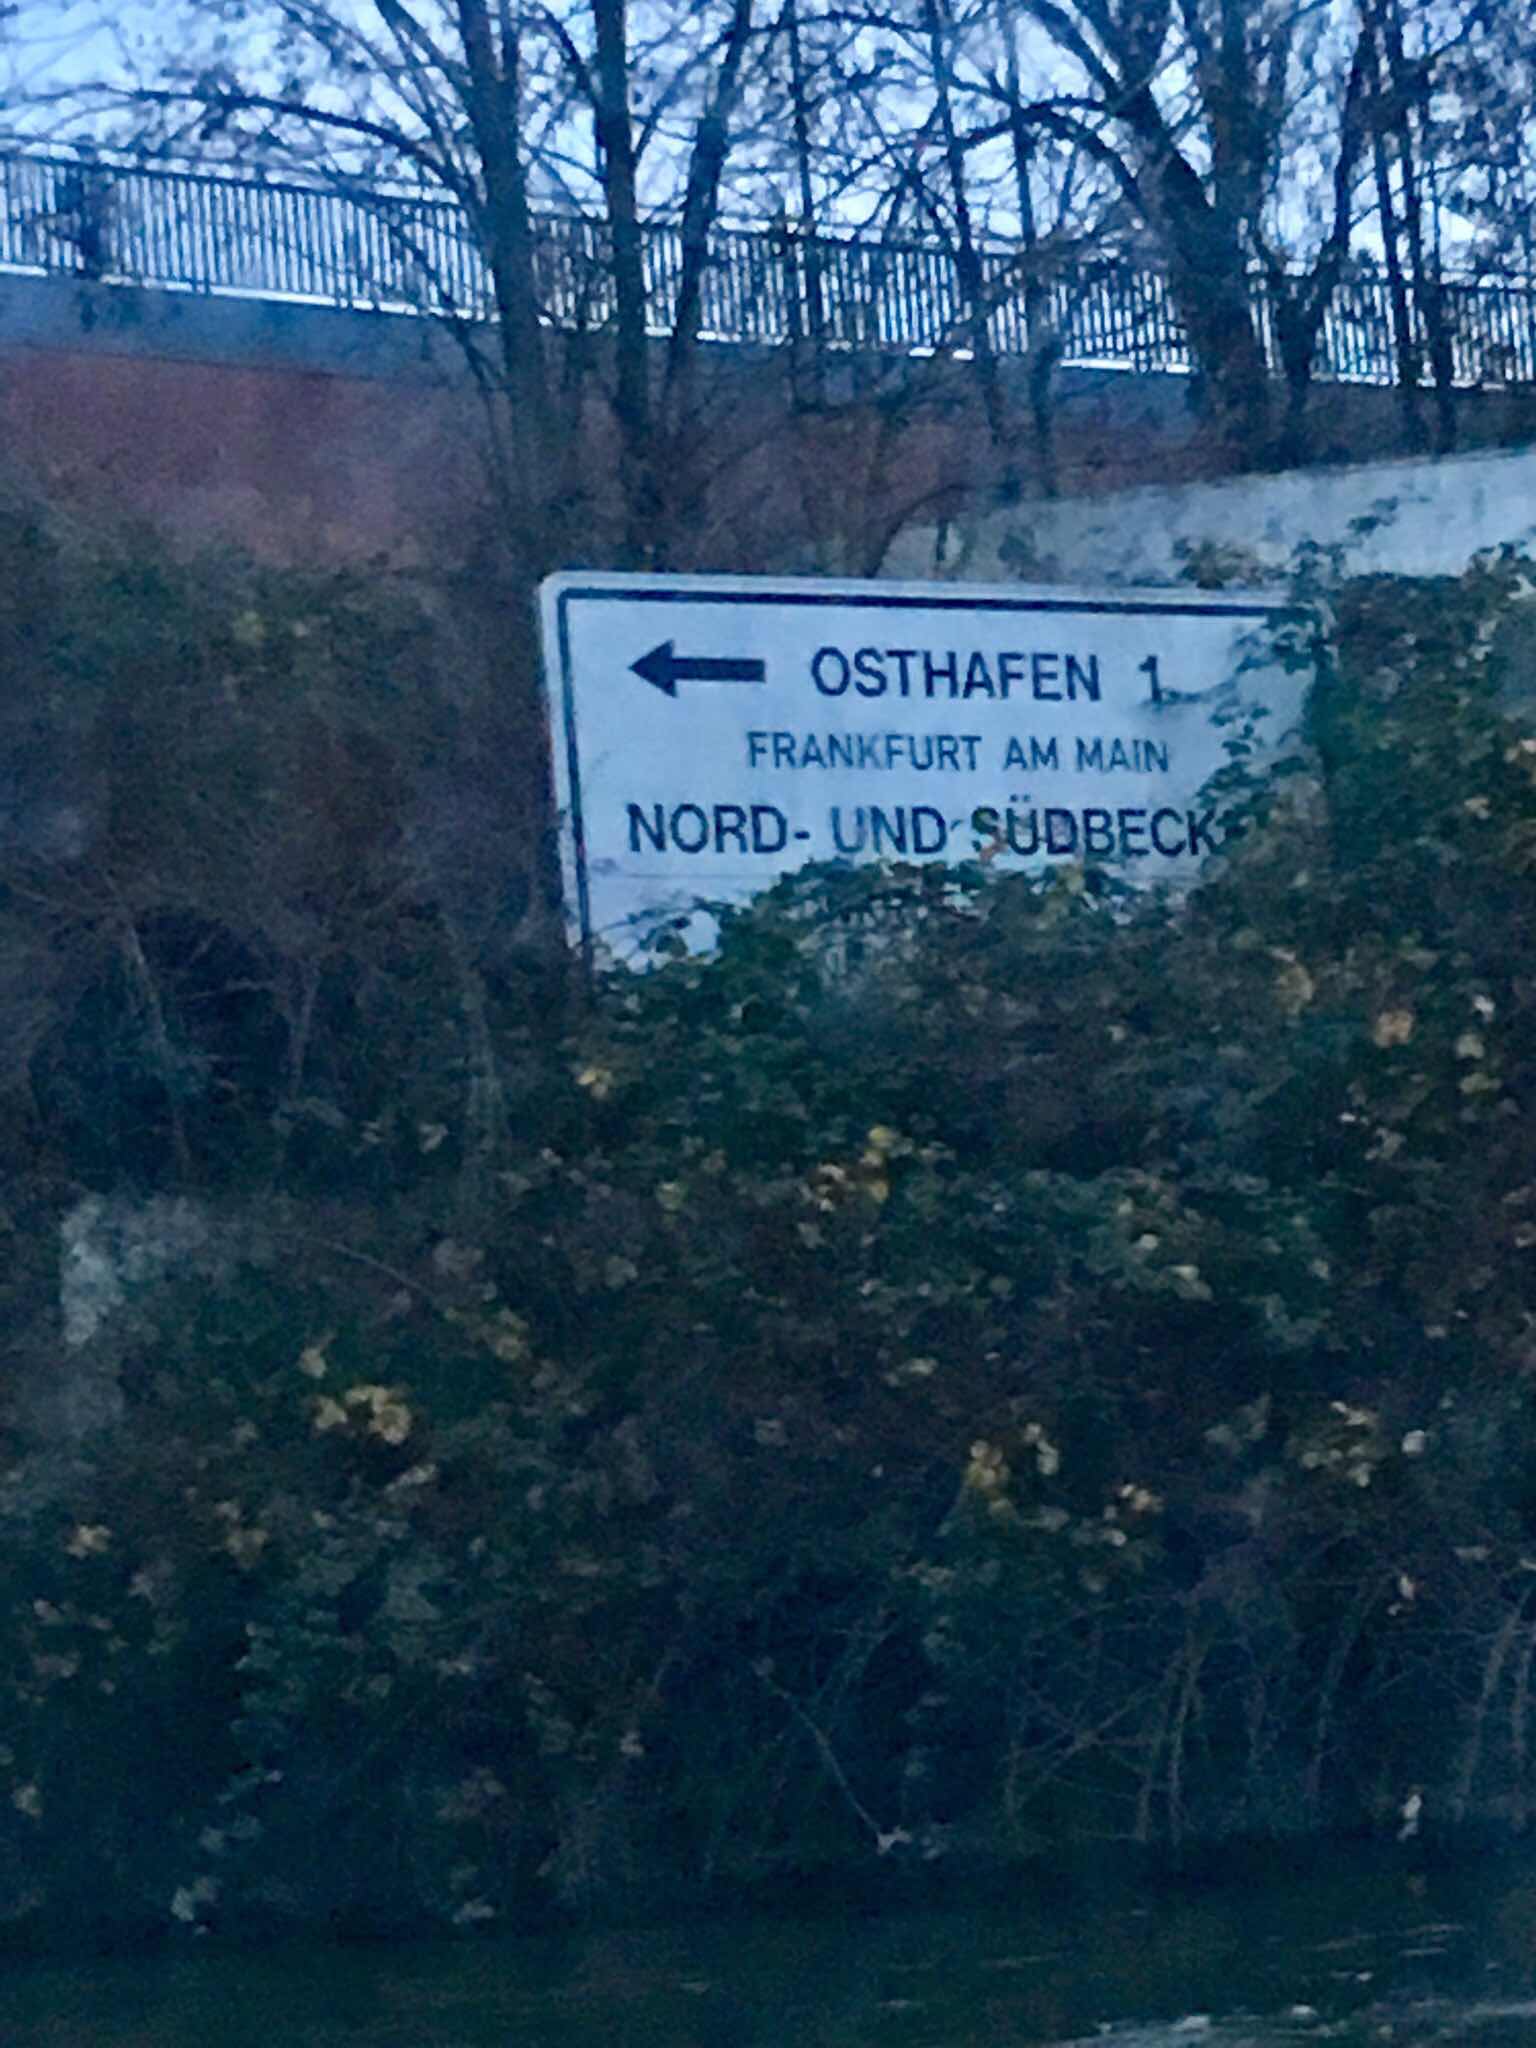 OSTHAFEN 1
FRANKFURT AM MAIN
NORD- UND SÜDBECK